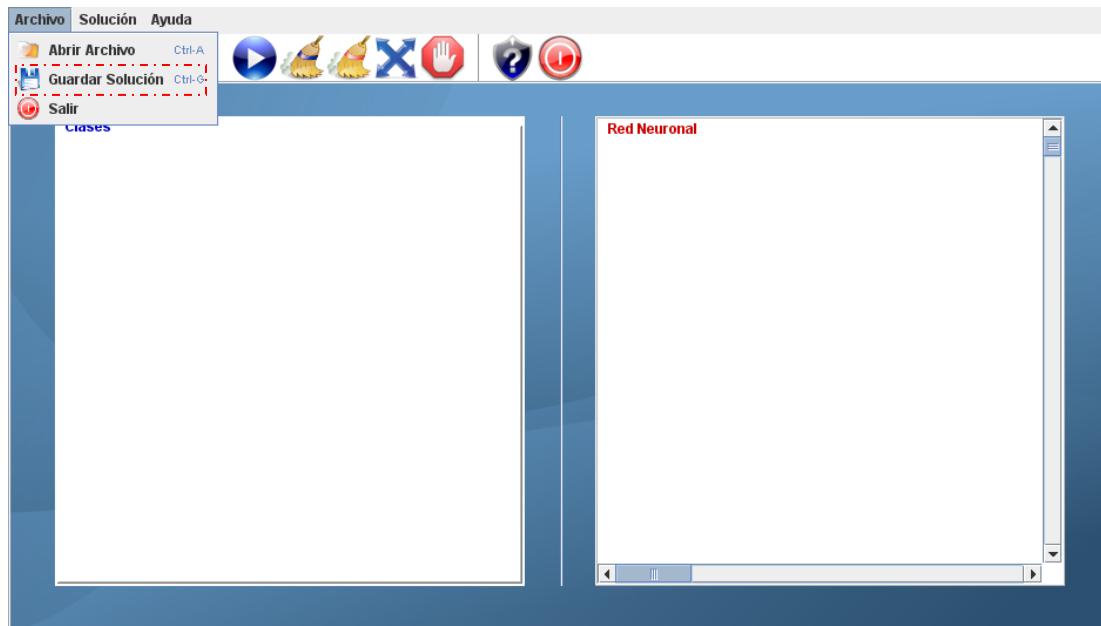 Archivo Solución Ayuda
Abrir Archivo Ctrl-A
Guardar Solución Ctrl-G
Salir
Clases
Red Neuronal